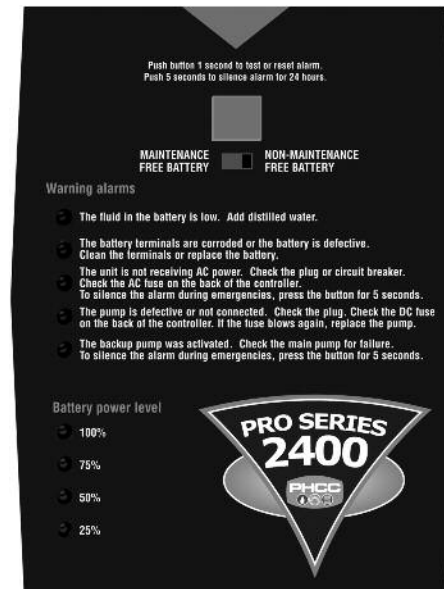 Push button 1 second to test or reset alarm.
Push 5 seconds to silence alarm for 24 hours.
MAINTENANCE
FREE BATTERY
NON-MAINTENANCE
FREE BATTERY
Warning alarms
The fluid in the battery is low. Add distilled water.
The battery terminals are corroded or the battery is defective.
Clean the terminals or replace the battery.
The unit is not receiving AC power. Check the plug or circuit breaker.
Check the AC fuse on the back of the controller.
To silence the alarm during emergencies, press the button for 5 seconds.
The pump is defective or not connected. Check the plug. Check the DC fuse
on the back of the controller. If the fuse blows again, replace the pump.
The backup pump was activated. Check the main pump for failure.
To silence the alarm during emergencies, press the button for 5 seconds.
Battery power level
100%
75%
50%
25%
PRO SERIES
2400
PHCC